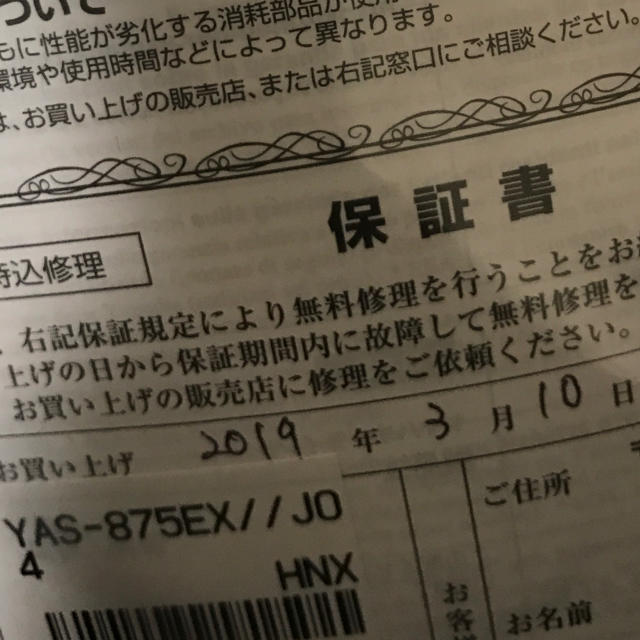 ついて
もに性能が劣化する消耗部品が使用
環境や使用時間などによって異なります。
は、お買い上げの販売店、または右記窓口にご相談ください。
保証書
持込修理
右記保証規定により無料修理を行うことをお
上げの日から保証期間内に故障して無料修理を
お買い上げの販売店に修理をご依頼ください。
お買い上げ 2019 年 3 月 10 日
YAS-875EX//JO
4 HNX
ご住所
お客様
お名前